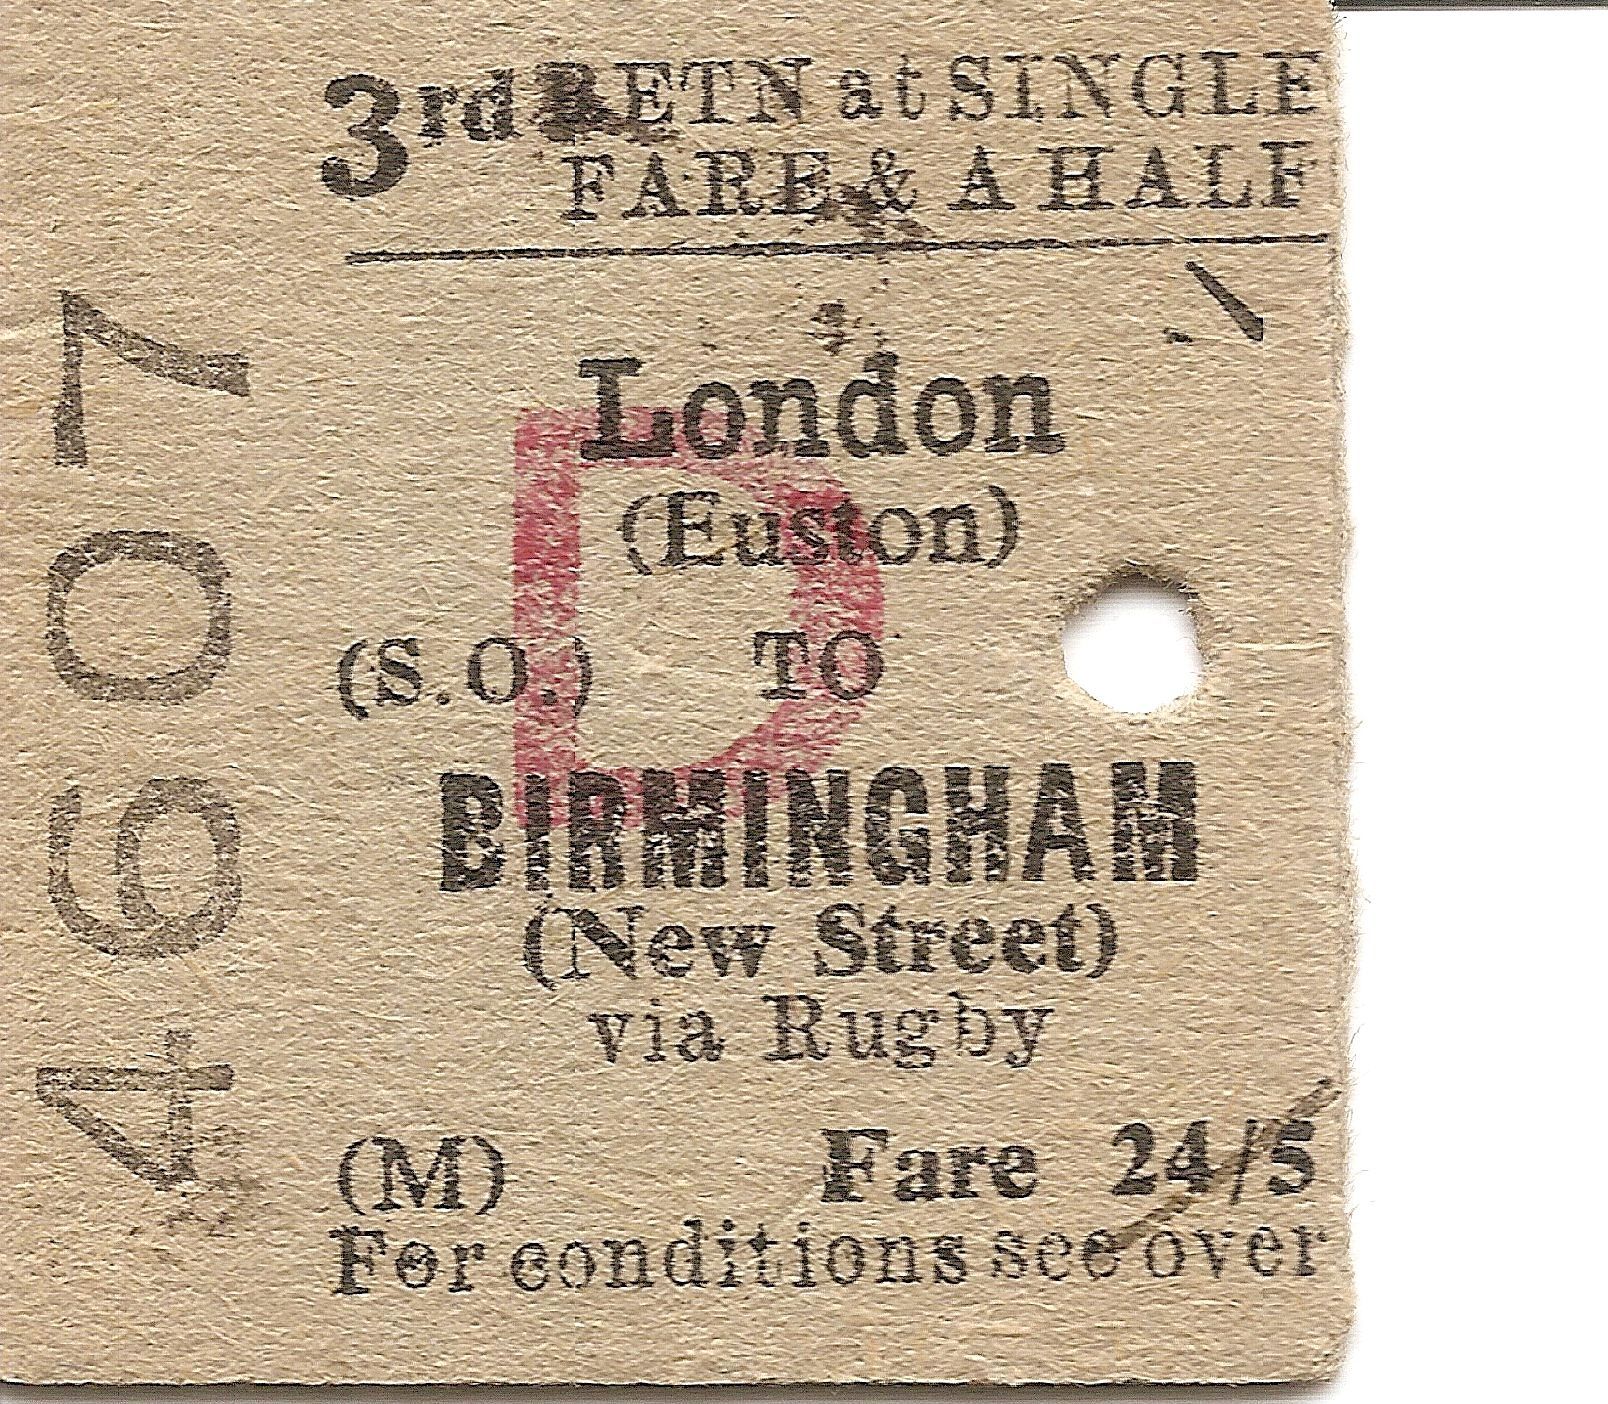 3rd RETN at SINGLE
FARE & A HALF
London
(Euston)
(S.O.) TO
BIRMINGHAM
(New Street)
via Rugby
(M) Fare 24/5
For conditions see over
D
4607